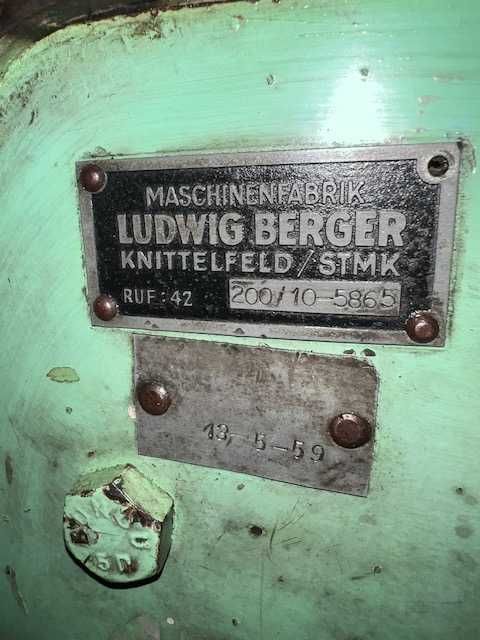 MASCHINENFABRIK
LUDWIG BERGER
KNITTELFELD/STMK
RUF: 42 200/10-5865
13-5-59